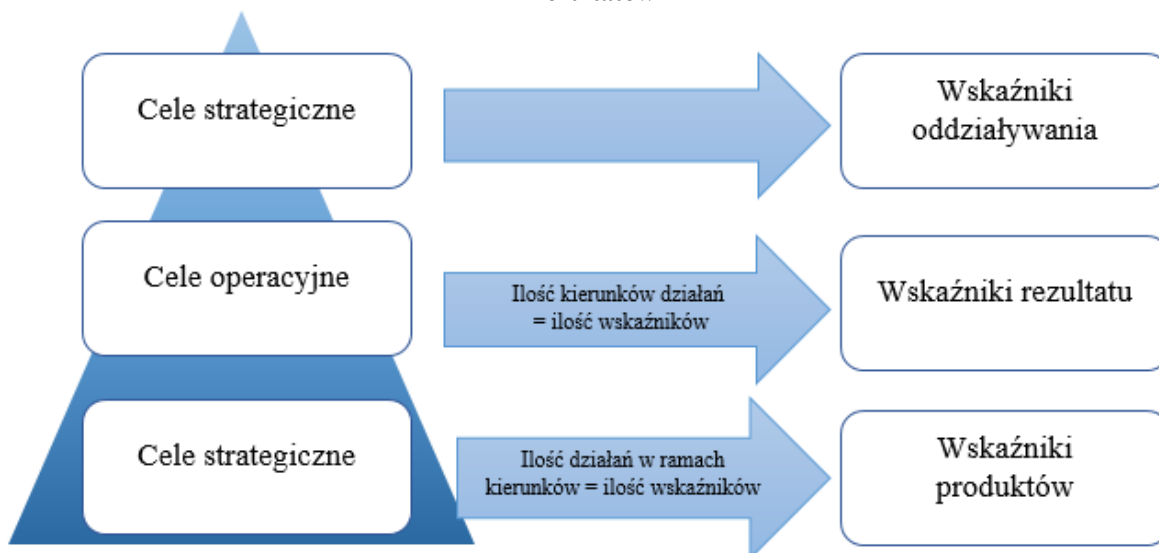 Cele strategiczne
Wskaźniki
oddziaływania
Cele operacyjne
Ilość kierunków działań
= ilość wskaźników
Wskaźniki rezultatu
Cele strategiczne
Ilość działań w ramach
kierunków = ilość wskaźników
Wskaźniki
produktów